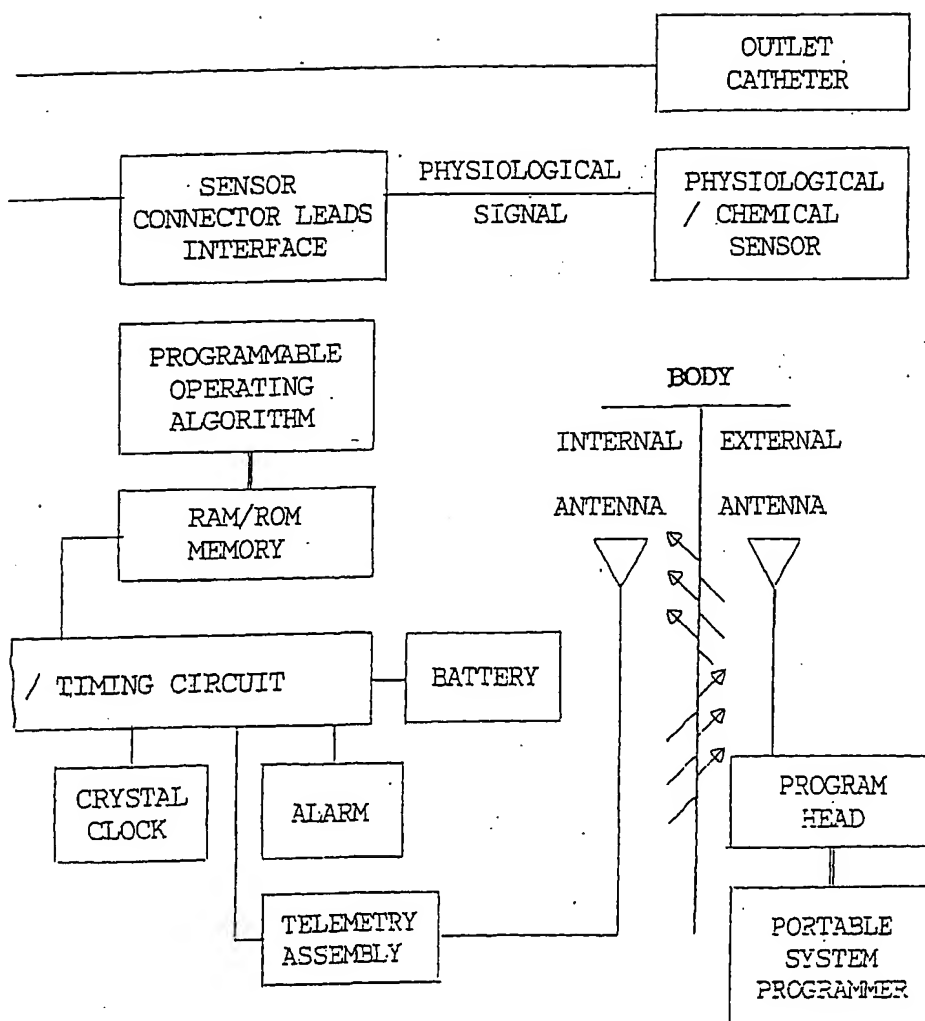 OUTLET
CATHETER
SENSOR
CONNECTOR LEADS
INTERFACE
PHYSIOLOGICAL
SIGNAL
PHYSIOLOGICAL
/ CHEMICAL
SENSOR
PROGRAMMABLE
OPERATING
ALGORITHM
RAM/ROM
MEMORY
BODY
INTERNAL
EXTERNAL
ANTENNA
ANTENNA
/ TIMING CIRCUIT
BATTERY
CRYSTAL
CLOCK
ALARM
TELEMETRY
ASSEMBLY
PROGRAM
HEAD
PORTABLE
SYSTEM
PROGRAMMER